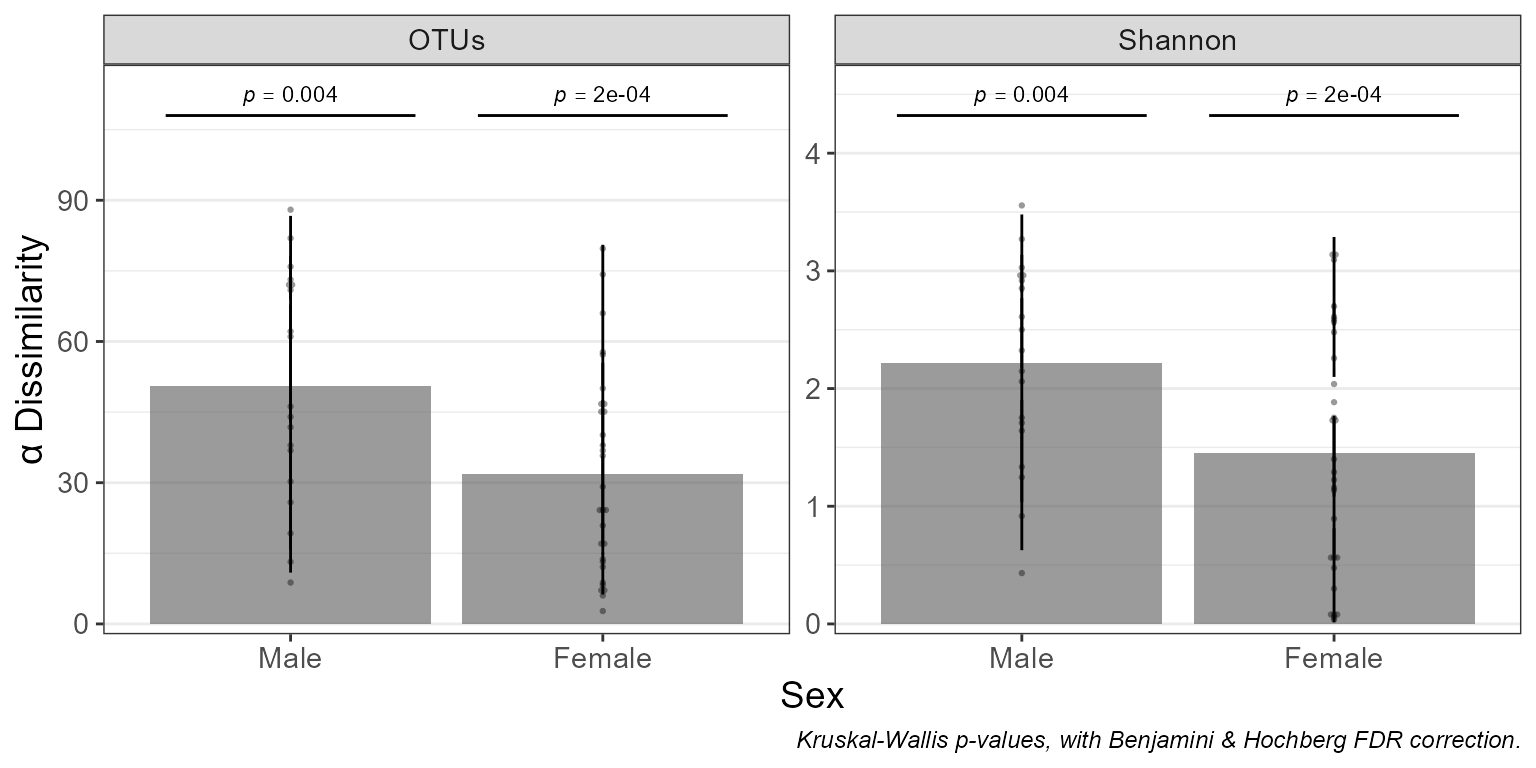 OTUs
Shannon
p = 0.004
p = 2e-04
p = 0.004
p = 2e-04
α Dissimilarity
90
60
30
0
4
3
2
1
0
Male
Female
Male
Female
Sex
Kruskal-Wallis p-values, with Benjamini & Hochberg FDR correction.